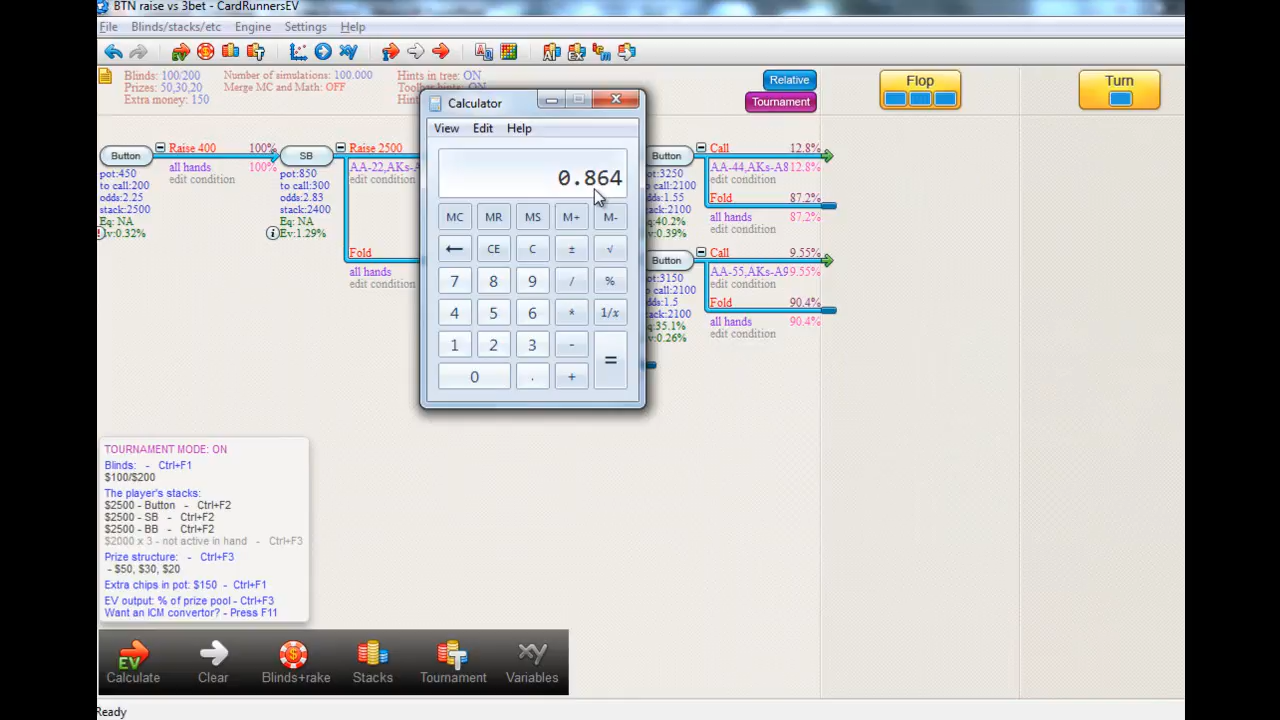 BTN raise vs 3bet - CardRunnersEV
File Blinds/stacks/etc Engine Settings Help
Blinds: 100/200
Prizes: 50,30,20
Extra money: 150
Number of simulations: 100.000
Merge MC and Math: OFF
Hints in tree: ON
ON
Hint
Relative
Tournament
Flop
Turn
Button
Raise 400 100%
all hands 100%
edit condition
pot:450
to call:200
odds:2.25
stack:2500
Eq: NA
Ev:0.32%
SB
Raise 2500
AA-22,AKs-A
edit condition
pot:850
to call:300
odds:2.83
stack:2400
Eq: NA
Ev:1.29%
Fold
all hands
edit condition
Calculator
View Edit Help
0.864
MC MR MS M+ M-
← CE C ± √
7 8 9 / %
4 5 6 * 1/x
1 2 3 - =
0 . +
Button
Call 12.8%
AA-44,AKs-A8 12.8%
edit condition
Fold 87.2%
all hands 87.2%
edit condition
pot:3250
to call:2100
odds:1.55
stack:2100
Eq:40.2%
Ev:0.39%
Button
Call 9.55%
AA-55,AKs-A9 9.55%
edit condition
Fold 90.4%
all hands 90.4%
edit condition
pot:3150
to call:2100
odds:1.5
stack:2100
Eq:35.1%
Ev:0.26%
TOURNAMENT MODE: ON
Blinds: - Ctrl+F1
$100/$200
The player's stacks:
$2500 - Button - Ctrl+F2
$2500 - SB - Ctrl+F2
$2500 - BB - Ctrl+F2
$2000 x 3 - not active in hand - Ctrl+F3
Prize structure: - Ctrl+F3
- $50, $30, $20
Extra chips in pot: $150 - Ctrl+F1
EV output: % of prize pool - Ctrl+F3
Want an ICM convertor? - Press F11
EV
Calculate Clear Blinds+rake Stacks Tournament Variables
Ready